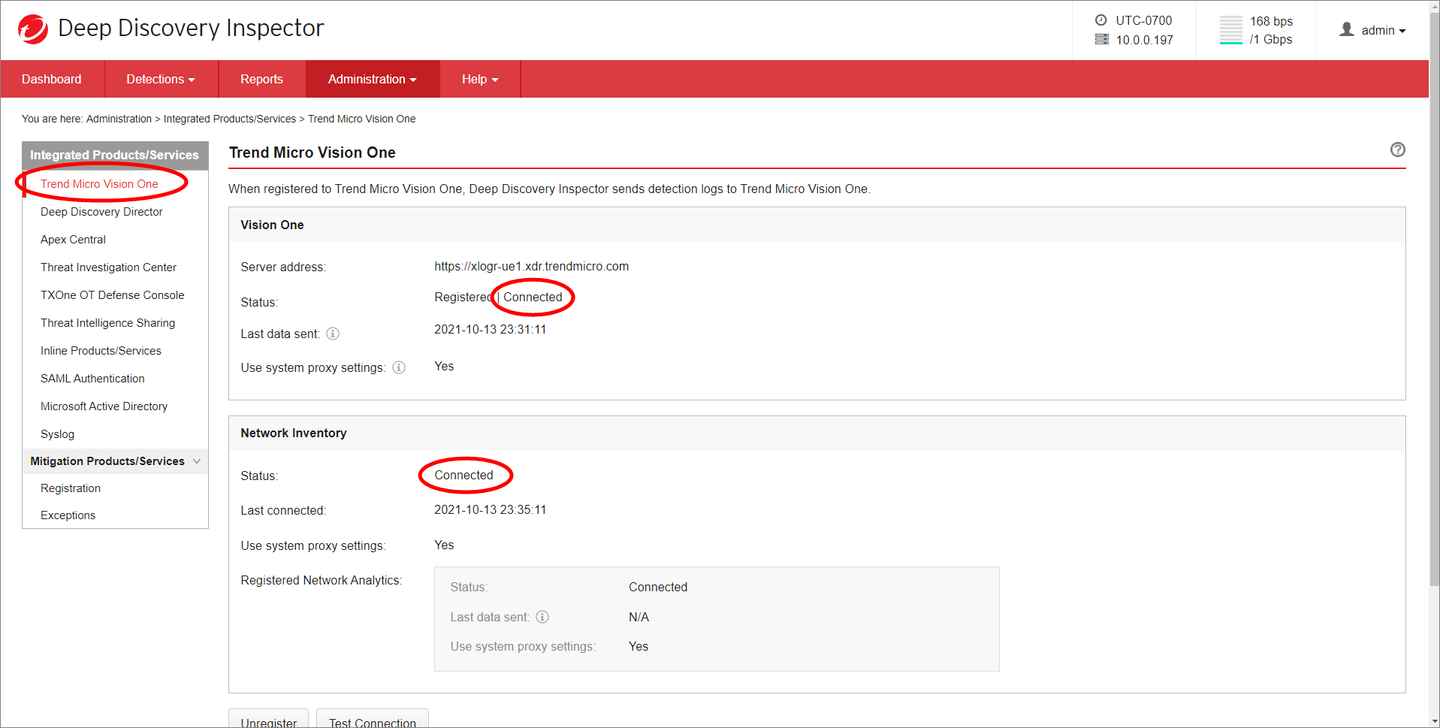 Deep Discovery Inspector
UTC-0700
10.0.0.197
168 bps
/1 Gbps
admin
Dashboard Detections Reports Administration Help
You are here: Administration > Integrated Products/Services > Trend Micro Vision One
Integrated Products/Services
Trend Micro Vision One
Deep Discovery Director
Apex Central
Threat Investigation Center
TXOne OT Defense Console
Threat Intelligence Sharing
Inline Products/Services
SAML Authentication
Microsoft Active Directory
Syslog
Mitigation Products/Services
Registration
Exceptions
Trend Micro Vision One
When registered to Trend Micro Vision One, Deep Discovery Inspector sends detection logs to Trend Micro Vision One.
Vision One
Server address: https://xlogr-ue1.xdr.trendmicro.com
Status: Registered | Connected
Last data sent: 2021-10-13 23:31:11
Use system proxy settings: Yes
Network Inventory
Status: Connected
Last connected: 2021-10-13 23:35:11
Use system proxy settings: Yes
Registered Network Analytics:
Status: Connected
Last data sent: N/A
Use system proxy settings: Yes
Unregister Test Connection